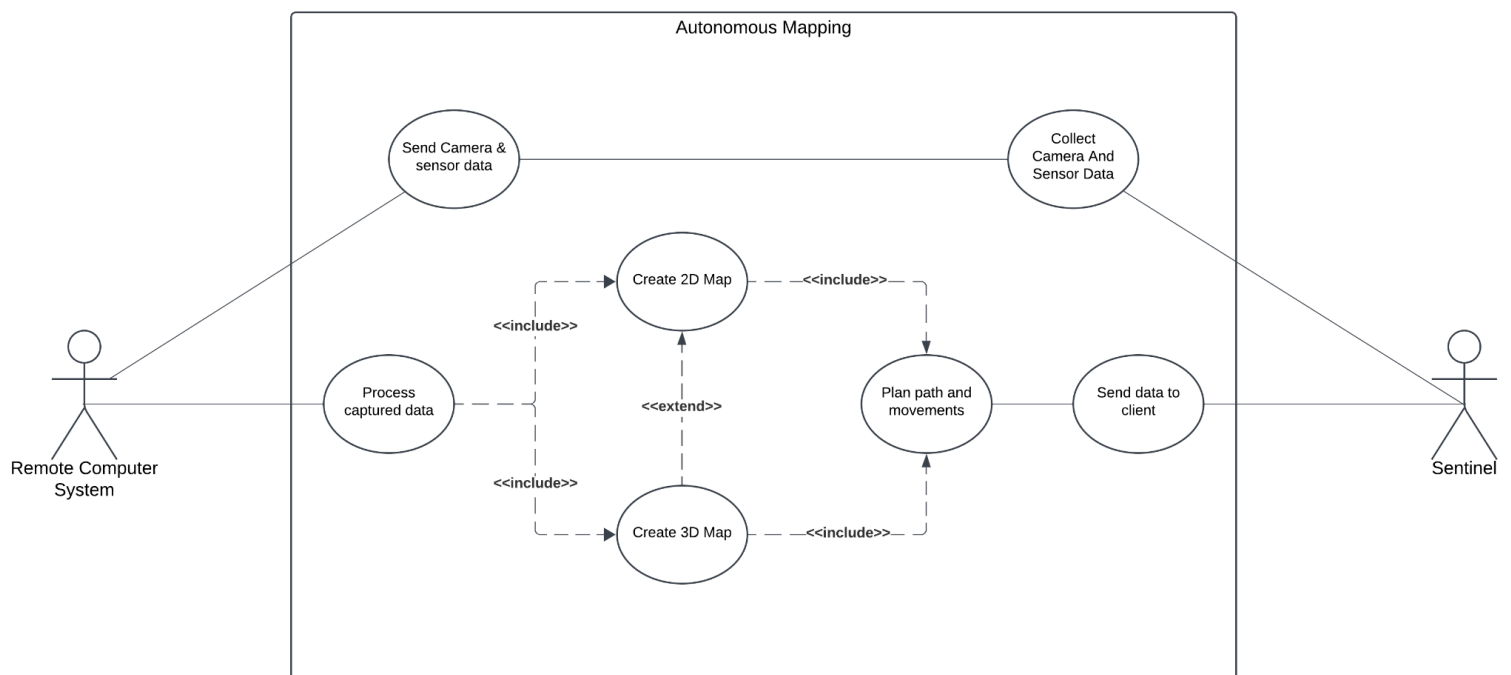 Autonomous Mapping
Send Camera &
sensor data
Collect
Camera And
Sensor Data
Create 2D Map
<<include>>
<<include>>
Process
captured data
<<extend>>
Plan path and
movements
Send data to
client
Remote Computer
System
Sentinel
<<include>>
Create 3D Map
<<include>>